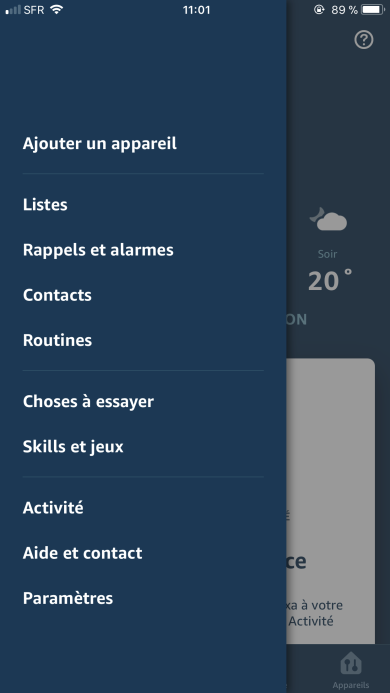 SFR 11:01 89 %
Ajouter un appareil
Listes
Rappels et alarmes
Contacts
Routines
Choses à essayer
Skills et jeux
Activité
Aide et contact
Paramètres
?
Soir
20°
ON
ce
xa à votre
Activité
Appareils